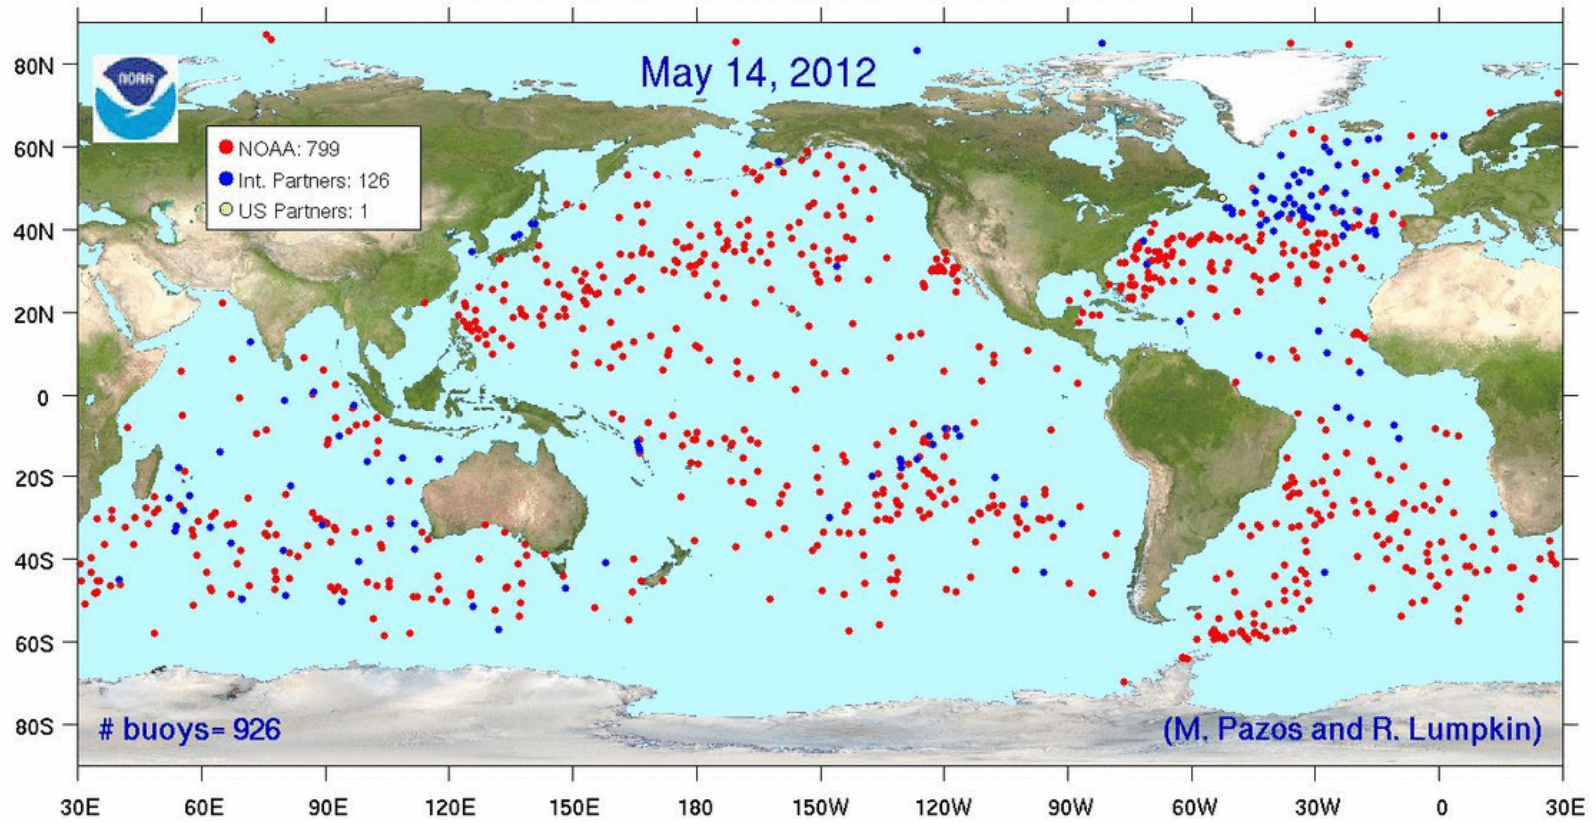 May 14, 2012
NOAA
NOAA: 799
Int. Partners: 126
US Partners: 1
80N
60N
40N
20N
0
20S
40S
60S
80S
# buoys= 926
(M. Pazos and R. Lumpkin)
30E 60E 90E 120E 150E 180 150W 120W 90W 60W 30W 0 30E